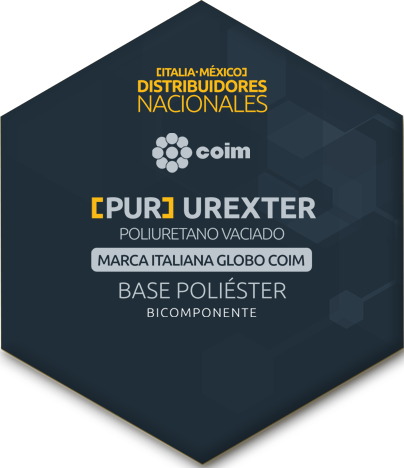 [ITALIA·MÉXICO]
DISTRIBUIDORES
NACIONALES
coim
[PUR] UREXTER
POLIURETANO VACIADO
MARCA ITALIANA GLOBO COIM
BASE POLIÉSTER
BICOMPONENTE